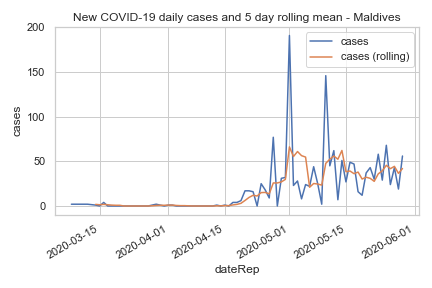 New COVID-19 daily cases and 5 day rolling mean - Maldives
cases
cases (rolling)
200
150
100
50
0
cases
2020-03-15
2020-04-01
2020-04-15
2020-05-01
2020-05-15
2020-06-01
dateRep